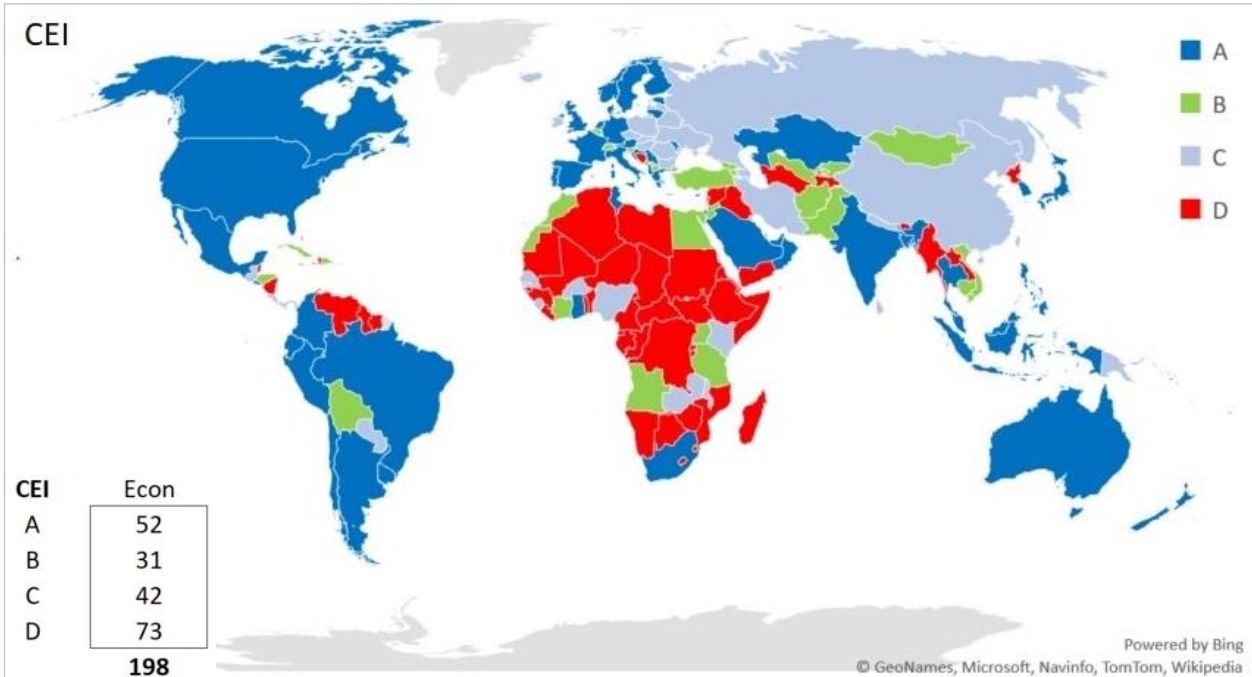 CEI
A
B
C
D
CEI Econ
A 52
B 31
C 42
D 73
198
Powered by Bing
© GeoNames, Microsoft, Navinfo, TomTom, Wikipedia